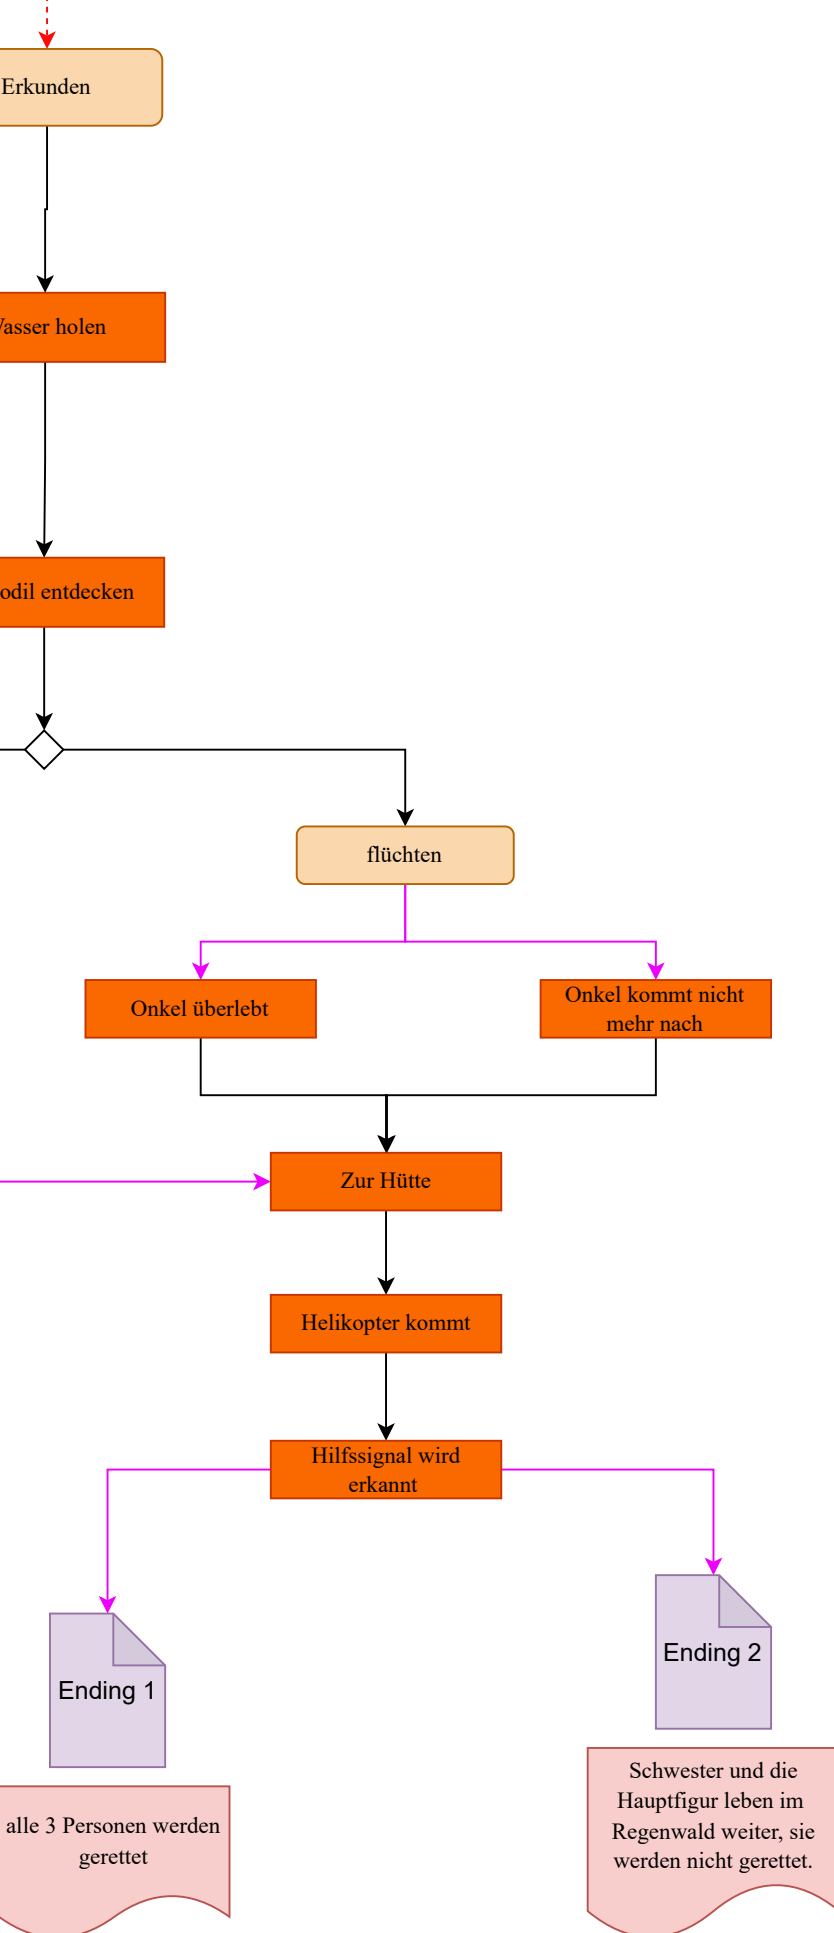 Erkunden
asser holen
odil entdecken
flüchten
Onkel überlebt
Onkel kommt nicht
mehr nach
Zur Hütte
Helikopter kommt
Hilfssignal wird
erkannt
Ending 1
Ending 2
alle 3 Personen werden
gerettet
Schwester und die
Hauptfigur leben im
Regenwald weiter, sie
werden nicht gerettet.